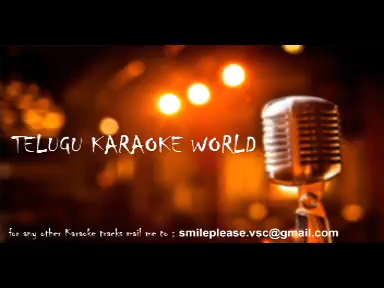 TELUGU KARAOKE WORLD
for any other Karaoke tracks mail me to : smileplease.vsc@gmail.com